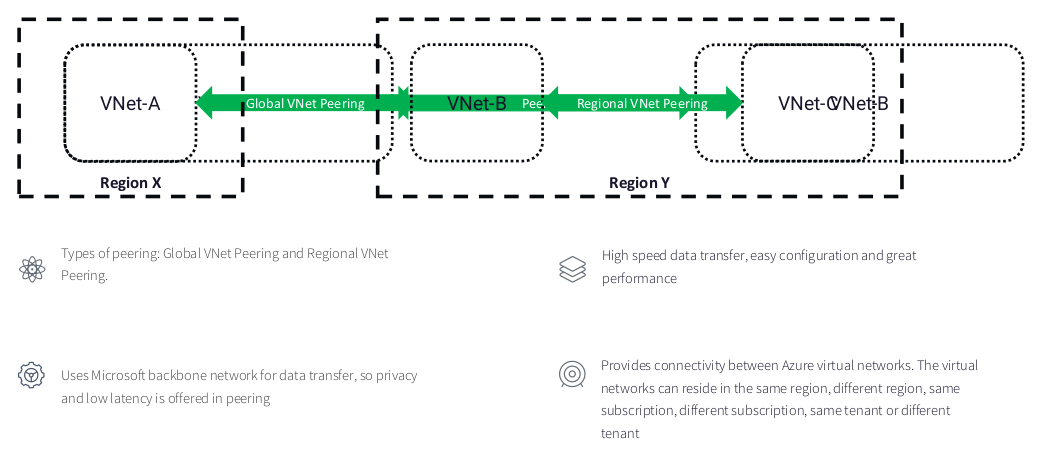 VNet-A
Global VNet Peering
VNet-B
Pee
Regional VNet Peering
VNet-C
VNet-B
Region X
Region Y
Types of peering: Global VNet Peering and Regional VNet
Peering.
High speed data transfer, easy configuration and great
performance
Uses Microsoft backbone network for data transfer, so privacy
and low latency is offered in peering
Provides connectivity between Azure virtual networks. The virtual
networks can reside in the same region, different region, same
subscription, different subscription, same tenant or different
tenant